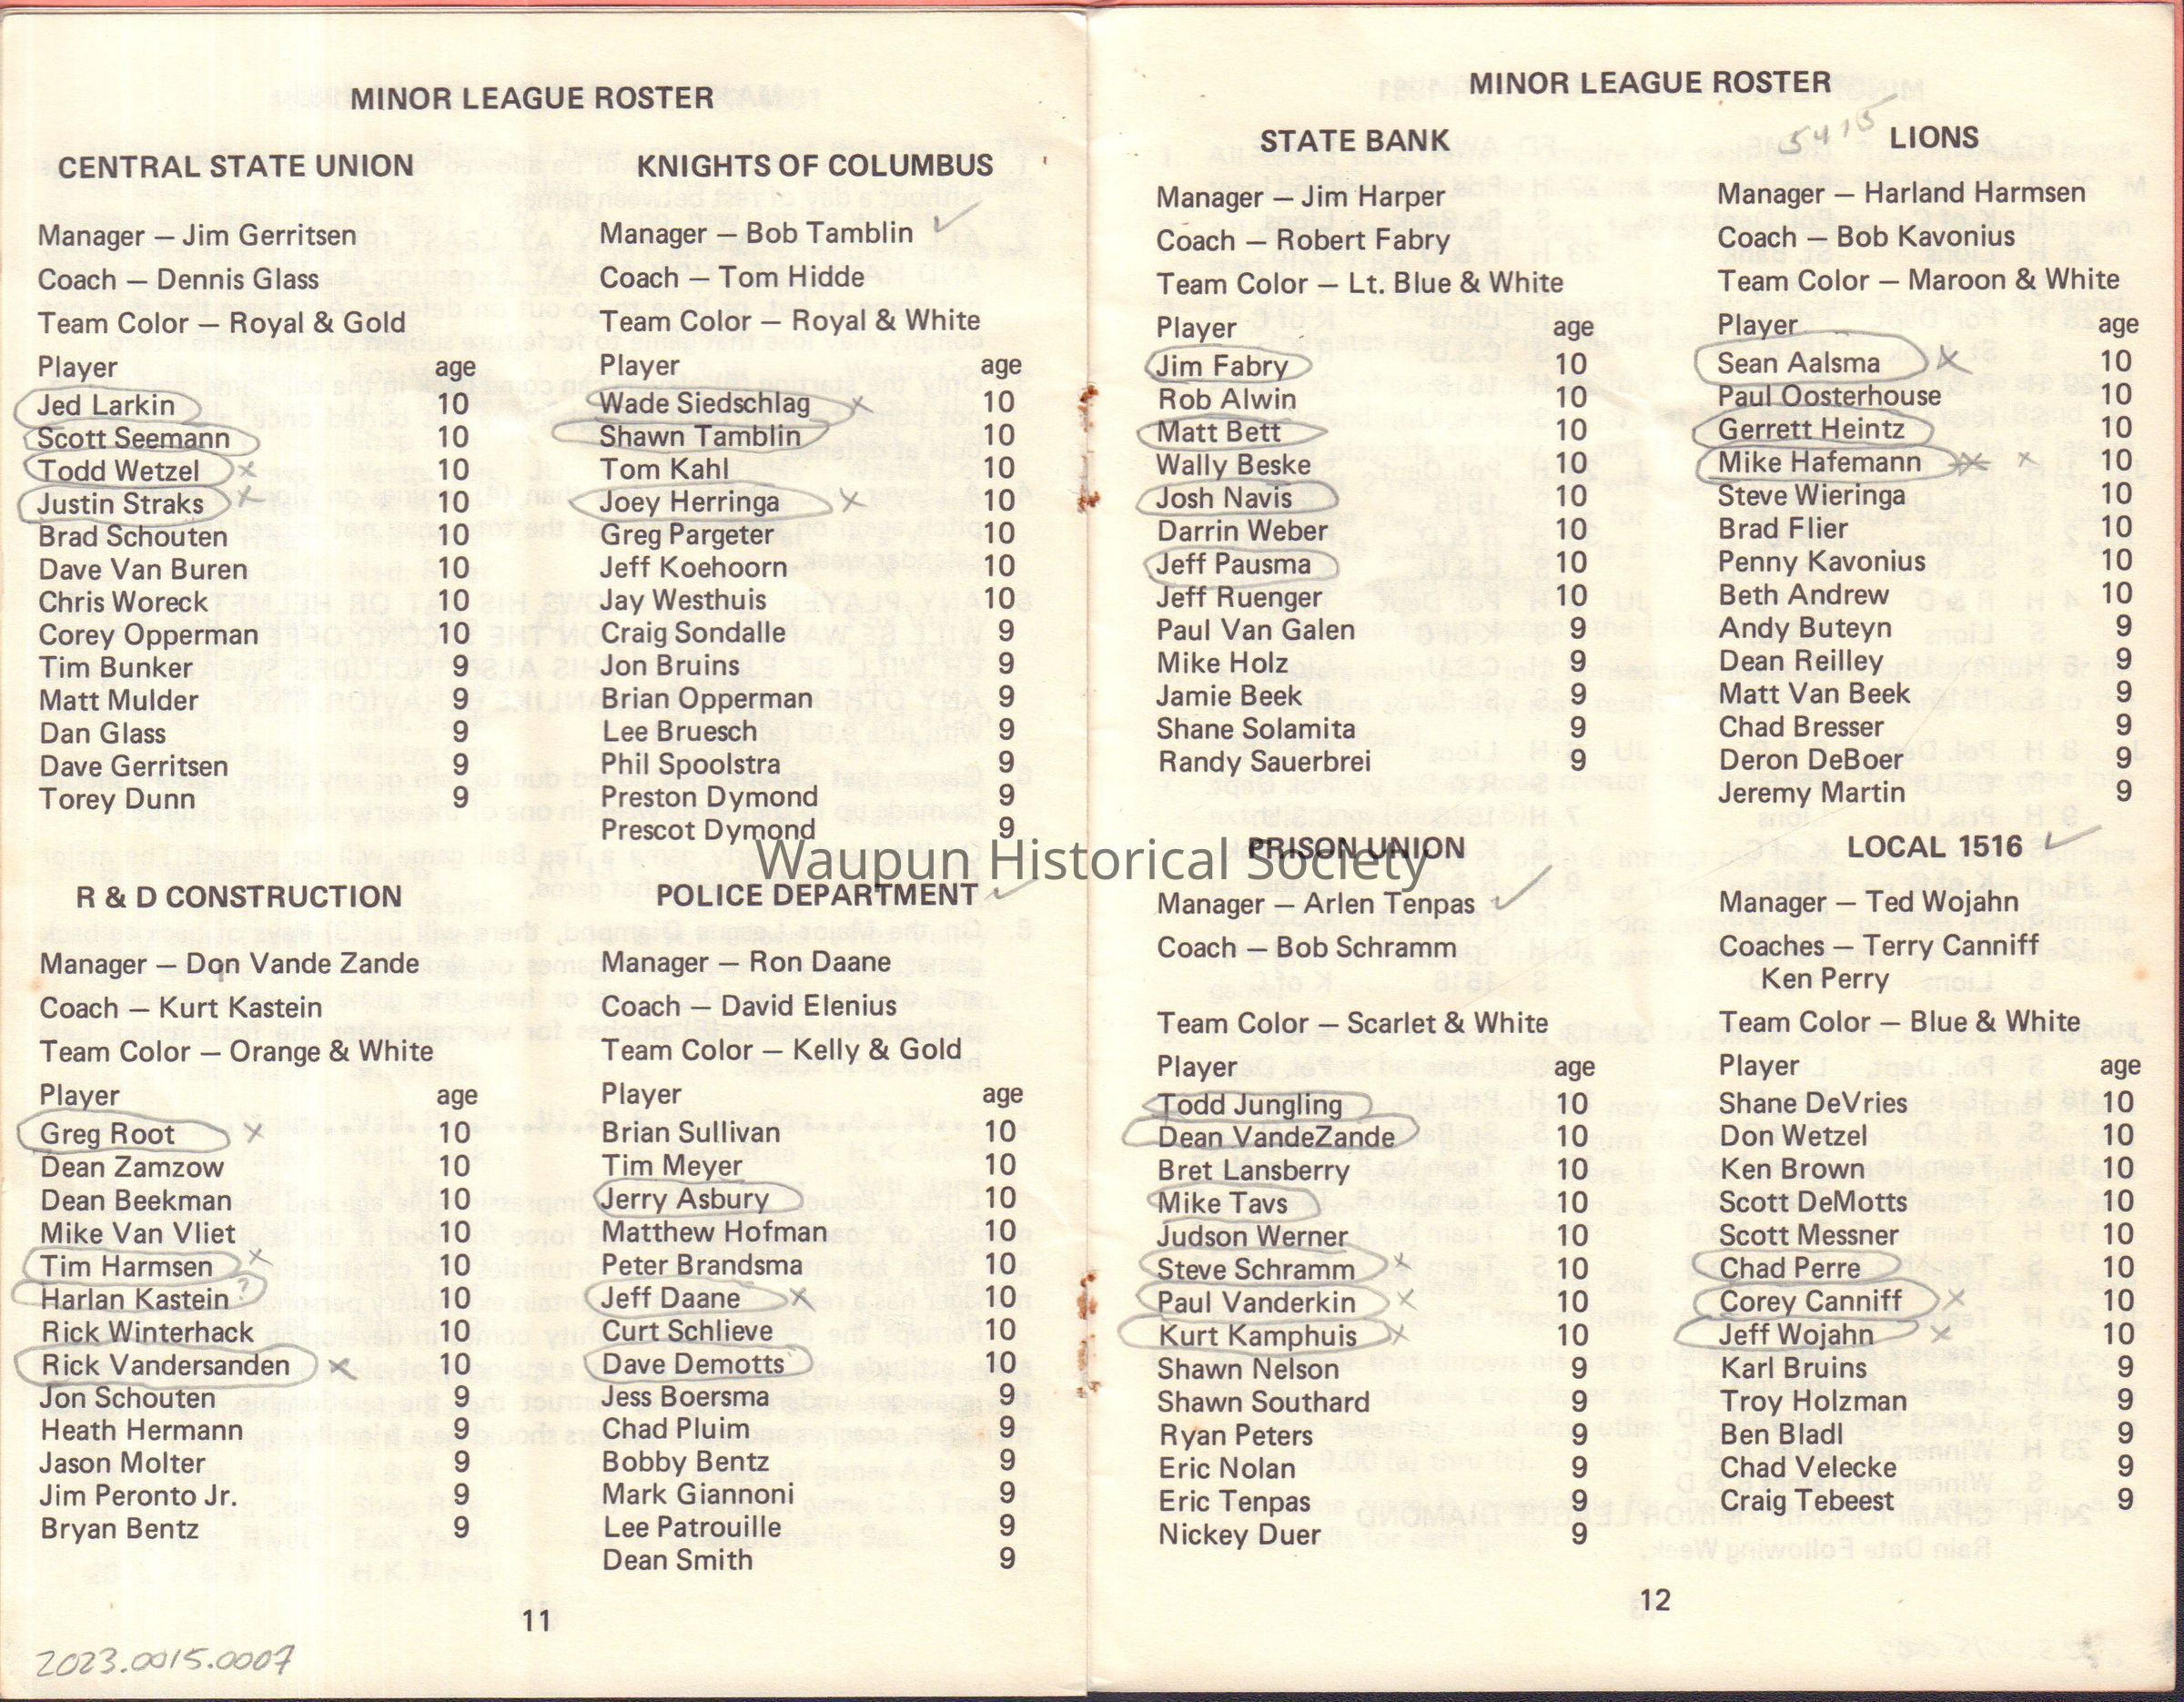 MINOR LEAGUE ROSTER
CENTRAL STATE UNION
Manager — Jim Gerritsen
Coach — Dennis Glass
Team Color — Royal & Gold
Player age
Jed Larkin 10
Scott Seemann 10
Todd Wetzel x 10
Justin Straks x 10
Brad Schouten 10
Dave Van Buren 10
Chris Woreck 10
Corey Opperman 10
Tim Bunker 9
Matt Mulder 9
Dan Glass 9
Dave Gerritsen 9
Torey Dunn 9
KNIGHTS OF COLUMBUS
Manager — Bob Tamblin ✓
Coach — Tom Hidde
Team Color — Royal & White
Player age
Wade Siedschlag x 10
Shawn Tamblin 10
Tom Kahl 10
Joey Herringa x 10
Greg Pargeter 10
Jeff Koehoorn 10
Jay Westhuis 10
Craig Sondalle 9
Jon Bruins 9
Brian Opperman 9
Lee Bruesch 9
Phil Spoolstra 9
Preston Dymond 9
Prescot Dymond 9
R & D CONSTRUCTION
Manager — Don Vande Zande
Coach — Kurt Kastein
Team Color — Orange & White
Player age
Greg Root x 10
Dean Zamzow 10
Dean Beekman 10
Mike Van Vliet 10
Tim Harmsen x 10
Harlan Kastein ? 10
Rick Winterhack 10
Rick Vandersanden x 10
Jon Schouten 9
Heath Hermann 9
Jason Molter 9
Jim Peronto Jr. 9
Bryan Bentz 9
POLICE DEPARTMENT ✓
Manager — Ron Daane
Coach — David Elenius
Team Color — Kelly & Gold
Player age
Brian Sullivan 10
Tim Meyer 10
Jerry Asbury 10
Matthew Hofman 10
Peter Brandsma 10
Jeff Daane x 10
Curt Schlieve 10
Dave Demotts 10
Jess Boersma 9
Chad Pluim 9
Bobby Bentz 9
Mark Giannoni 9
Lee Patrouille 9
Dean Smith 9
11
2023.0015.0007
MINOR LEAGUE ROSTER
STATE BANK
Manager — Jim Harper
Coach — Robert Fabry
Team Color — Lt. Blue & White
Player age
Jim Fabry 10
Rob Alwin 10
Matt Bett 10
Wally Beske 10
Josh Navis 10
Darrin Weber 10
Jeff Pausma 10
Jeff Ruenger 10
Paul Van Galen 9
Mike Holz 9
Jamie Beek 9
Shane Solamita 9
Randy Sauerbrei 9
LIONS
Manager — Harland Harmsen
Coach — Bob Kavonius
Team Color — Maroon & White
Player age
Sean Aalsma x 10
Paul Oosterhouse 10
Gerrett Heintz 10
Mike Hafemann x x 10
Steve Wieringa 10
Brad Flier 10
Penny Kavonius 10
Beth Andrew 10
Andy Buteyn 9
Dean Reilley 9
Matt Van Beek 9
Chad Bresser 9
Deron DeBoer 9
Jeremy Martin 9
PRISON UNION
Manager — Arlen Tenpas ✓
Coach — Bob Schramm
Team Color — Scarlet & White
Player age
Todd Jungling 10
Dean VandeZande 10
Bret Lansberry 10
Mike Tavs 10
Judson Werner 10
Steve Schramm x 10
Paul Vanderkin x 10
Kurt Kamphuis x 10
Shawn Nelson 9
Shawn Southard 9
Ryan Peters 9
Eric Nolan 9
Eric Tenpas 9
Nickey Duer 9
LOCAL 1516 ✓
Manager — Ted Wojahn
Coaches — Terry Canniff
Ken Perry
Team Color — Blue & White
Player age
Shane DeVries 10
Don Wetzel 10
Ken Brown 10
Scott DeMotts 10
Scott Messner 10
Chad Perre 10
Corey Canniff x 10
Jeff Wojahn x 10
Karl Bruins 9
Troy Holzman 9
Ben Bladl 9
Chad Velecke 9
Craig Tebeest 9
12
Waupun Historical Society